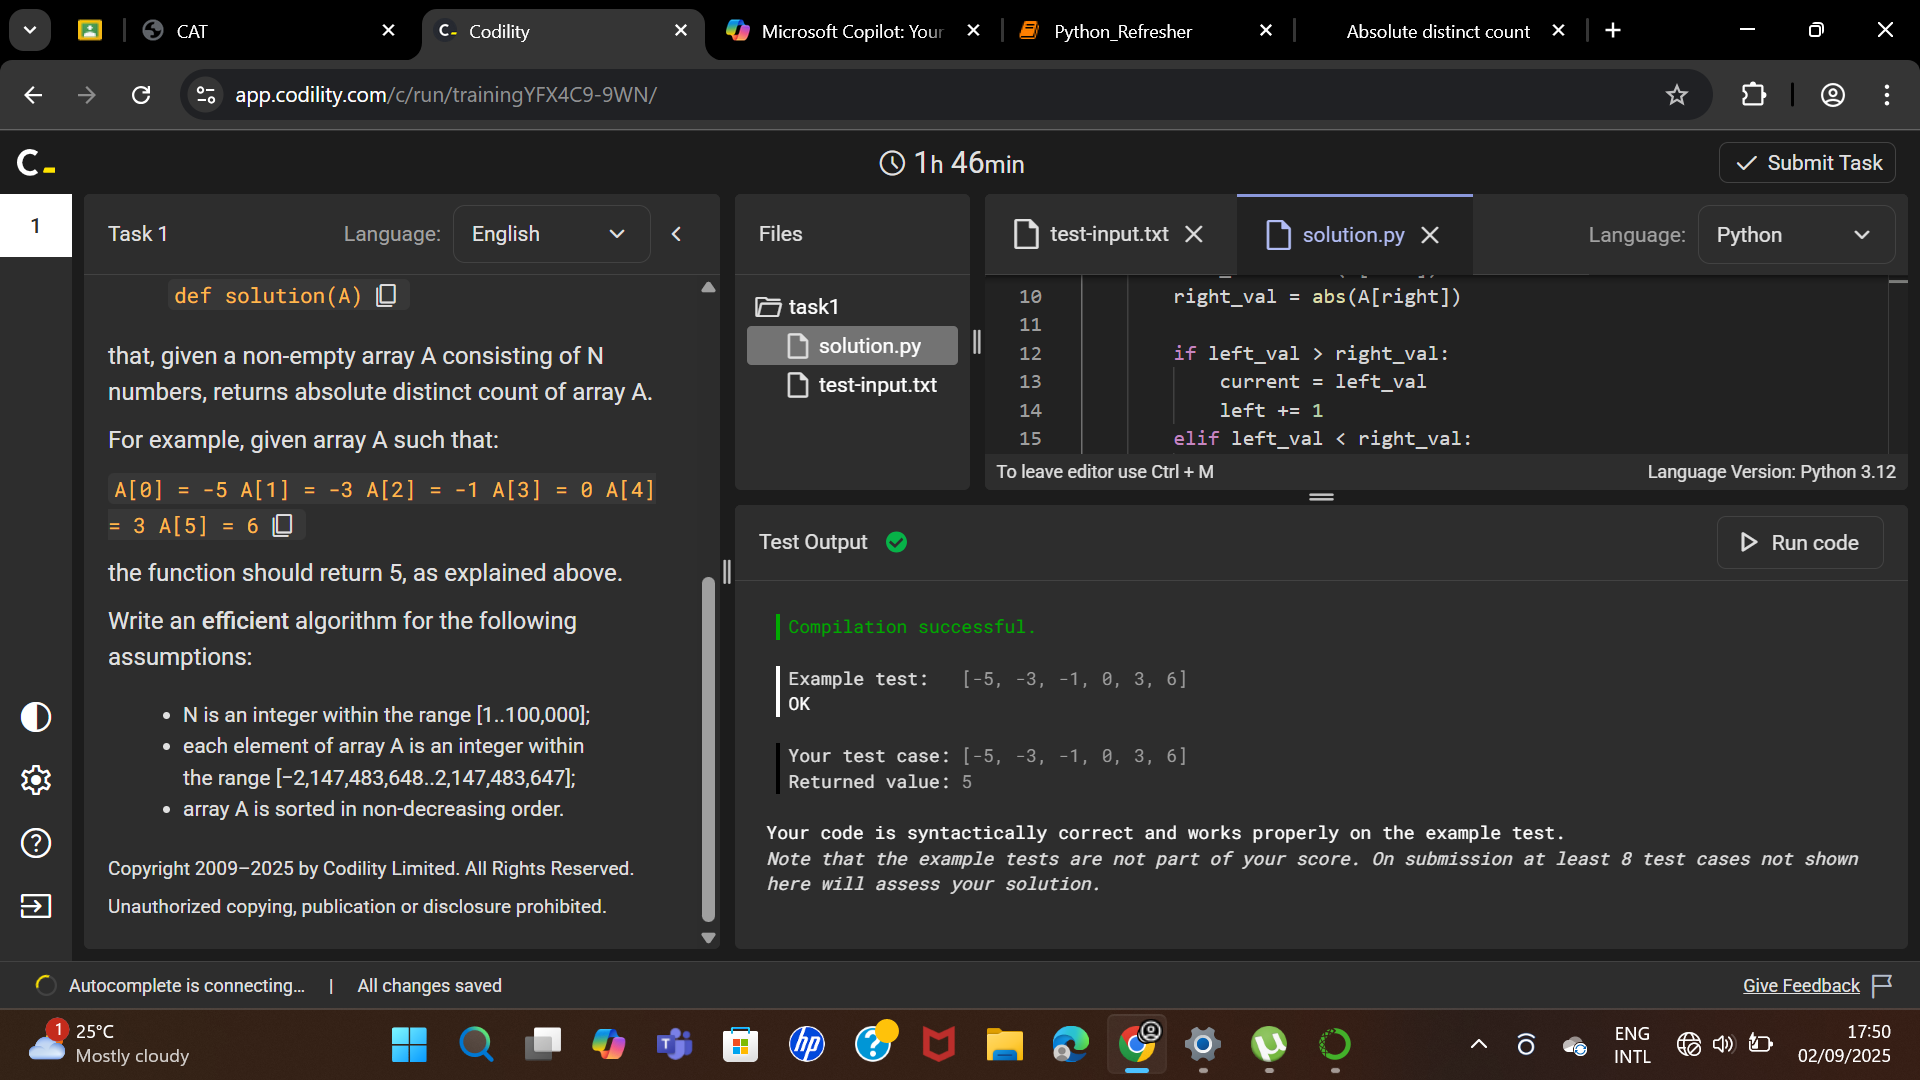 CAT
Codility
Microsoft Copilot: Your
Python_Refresher
Absolute distinct count
app.codility.com/c/run/trainingYFX4C9-9WN/
C
1h 46min
Submit Task
1
Task 1
Language:
English
Files
test-input.txt
solution.py
Language:
Python
def solution(A)
that, given a non-empty array A consisting of N
numbers, returns absolute distinct count of array A.
For example, given array A such that:
A[0] = -5 A[1] = -3 A[2] = -1 A[3] = 0 A[4]
= 3 A[5] = 6
the function should return 5, as explained above.
Write an efficient algorithm for the following
assumptions:
• N is an integer within the range [1..100,000];
• each element of array A is an integer within
the range [−2,147,483,648..2,147,483,647];
• array A is sorted in non-decreasing order.
Copyright 2009–2025 by Codility Limited. All Rights Reserved.
Unauthorized copying, publication or disclosure prohibited.
task1
solution.py
test-input.txt
10 right_val = abs(A[right])
11
12 if left_val > right_val:
13 current = left_val
14 left += 1
15 elif left_val < right_val:
To leave editor use Ctrl + M
Language Version: Python 3.12
Test Output
Run code
Compilation successful.
Example test: [-5, -3, -1, 0, 3, 6]
OK
Your test case: [-5, -3, -1, 0, 3, 6]
Returned value: 5
Your code is syntactically correct and works properly on the example test.
Note that the example tests are not part of your score. On submission at least 8 test cases not shown
here will assess your solution.
Autocomplete is connecting... | All changes saved
Give Feedback
1
25°C
Mostly cloudy
hp
ENG
INTL
17:50
02/09/2025